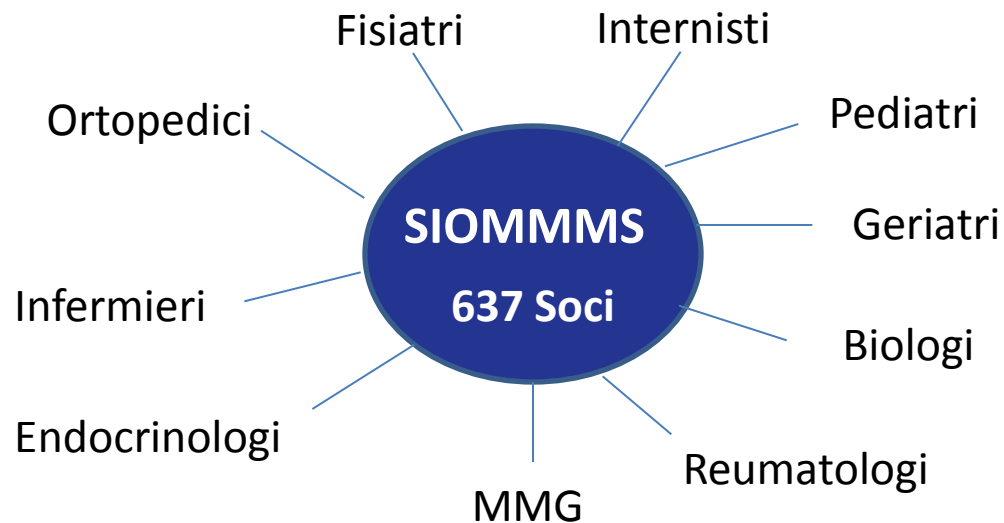 Fisiatri
Internisti
Ortopedici
Pediatri
SIOMMMS
637 Soci
Geriatri
Infermieri
Biologi
Endocrinologi
Reumatologi
MMG